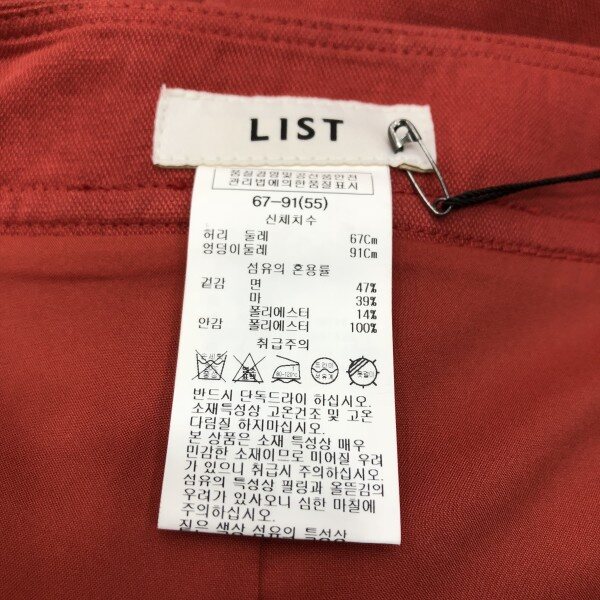 LIST
품질경영및공산품안전
관리법에의한품질표시
67-91(55)
신체치수
허리 둘레 67Cm
엉덩이둘레 91Cm
섬유의 혼용률
겉감 면 47%
마 39%
폴리에스터 14%
안감 폴리에스터 100%
취급주의
80~120℃
반드시 단독드라이 하십시오.
소재특성상 고온건조 및 고온
다림질 하지마십시오.
본 상품은 소재 특성상 매우
민감한 소재이므로 미어질 우려
가 있으니 취급시 주의하십시오.
섬유의 특성상 필링과 올뜯김의
우려가 있사오니 심한 마찰에
주의하십시오.
짙은 색상 섬유의 특성상